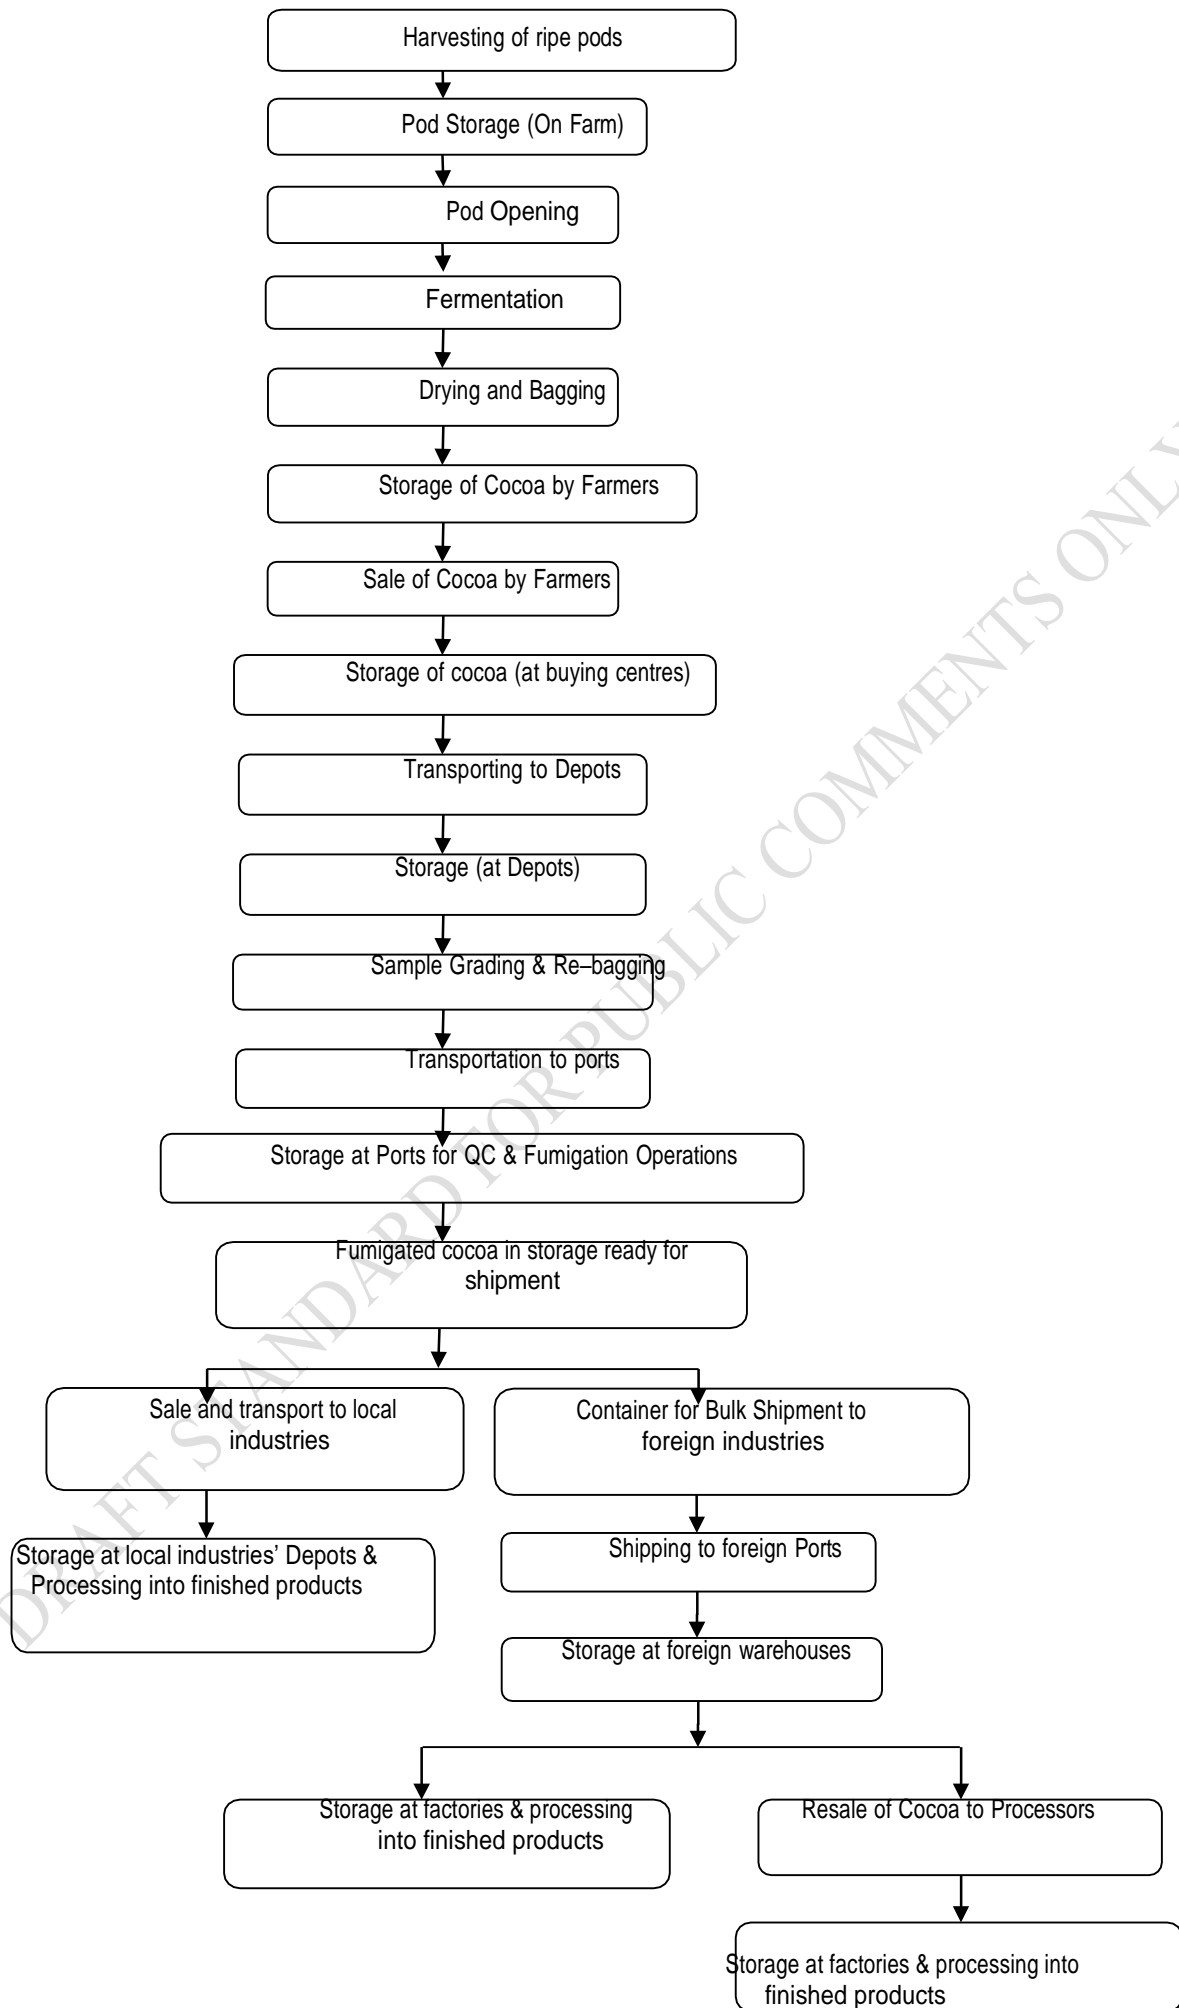 Harvesting of ripe pods
Pod Storage (On Farm)
Pod Opening
Fermentation
Drying and Bagging
Storage of Cocoa by Farmers
Sale of Cocoa by Farmers
Storage of cocoa (at buying centres)
Transporting to Depots
Storage (at Depots)
Sample Grading & Re–bagging
Transportation to ports
Storage at Ports for QC & Fumigation Operations
Fumigated cocoa in storage ready for
shipment
Sale and transport to local
industries
Container for Bulk Shipment to
foreign industries
Storage at local industries’ Depots &
Processing into finished products
Shipping to foreign Ports
Storage at foreign warehouses
Storage at factories & processing
into finished products
Resale of Cocoa to Processors
Storage at factories & processing into
finished products
DRAFT STANDARD FOR PUBLIC COMMENTS ONLY